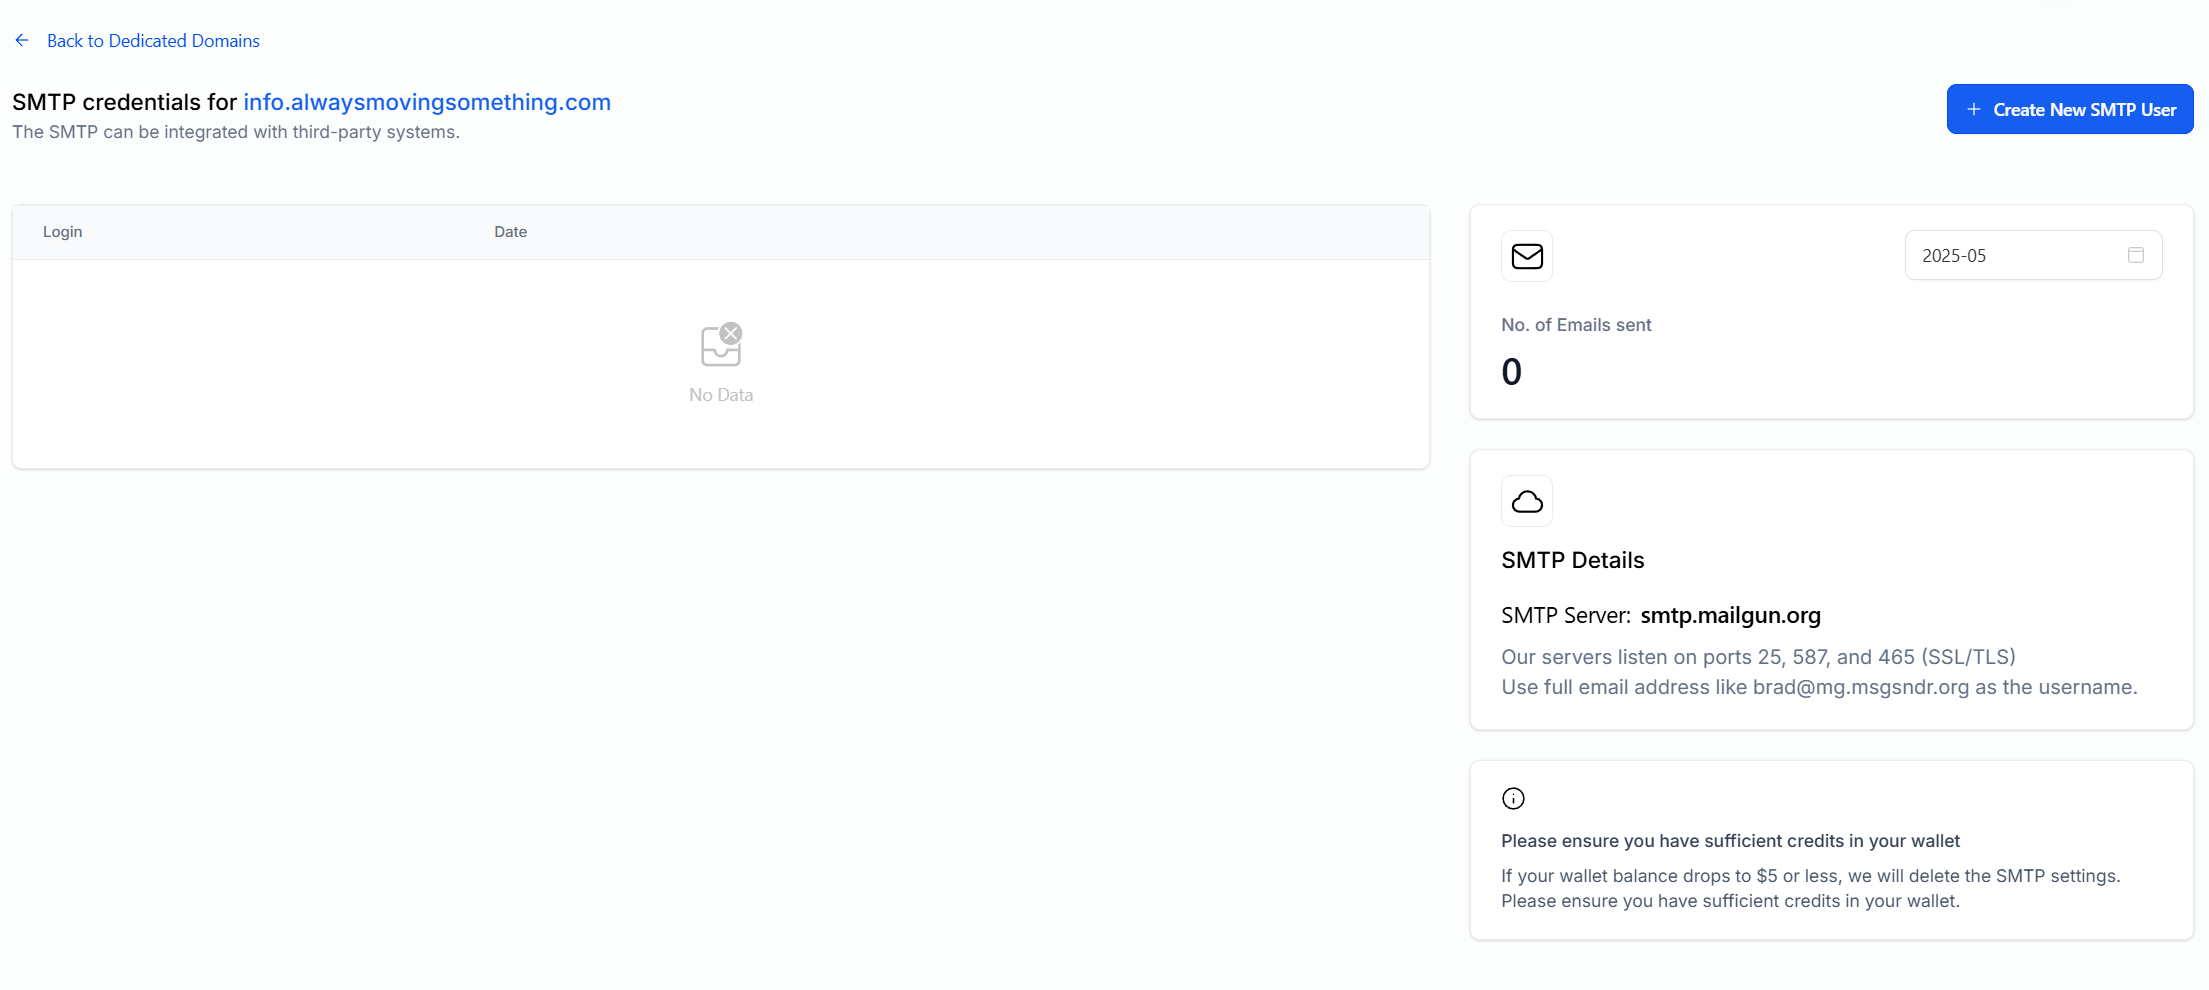 Back to Dedicated Domains
SMTP credentials for info.alwaysmovingsomething.com
The SMTP can be integrated with third-party systems.
Create New SMTP User
Login Date
No Data
2025-05
No. of Emails sent
0
SMTP Details
SMTP Server: smtp.mailgun.org
Our servers listen on ports 25, 587, and 465 (SSL/TLS)
Use full email address like brad@mg.msgsndr.org as the username.
Please ensure you have sufficient credits in your wallet
If your wallet balance drops to $5 or less, we will delete the SMTP settings.
Please ensure you have sufficient credits in your wallet.